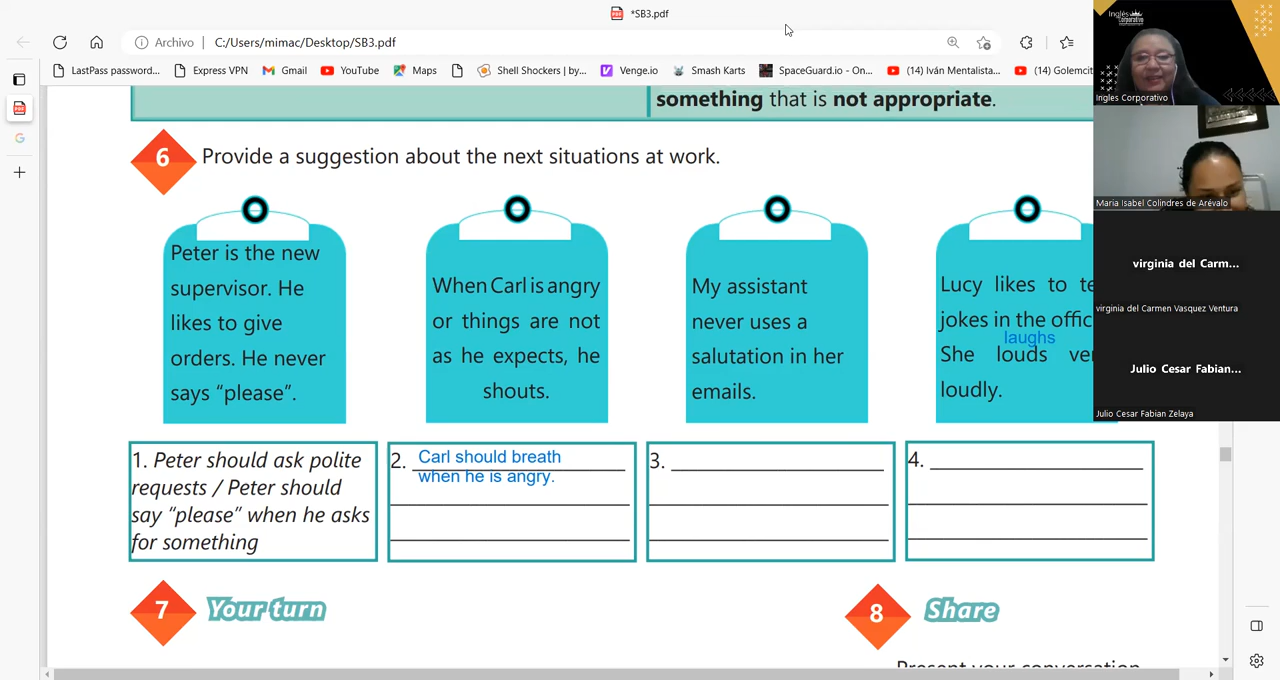 *SB3.pdf
Archivo | C:/Users/mimac/Desktop/SB3.pdf
LastPass password...
Express VPN
Gmail
YouTube
Maps
Shell Shockers | by...
Venge.io
Smash Karts
SpaceGuard.io - On...
(14) Iván Mentalista...
(14) Golemcit
something that is not appropriate.
6 Provide a suggestion about the next situations at work.
Peter is the new
supervisor. He
likes to give
orders. He never
says “please”.
When Carl is angry
or things are not
as he expects, he
shouts.
My assistant
never uses a
salutation in her
emails.
Lucy likes to te
jokes in the offic
laughs
She louds ve
loudly.
1. Peter should ask polite
requests / Peter should
say “please” when he asks
for something
2. Carl should breath
when he is angry.
3.
4.
7 Your turn
8 Share
Present your conversation
Inglés
Corporativo
Ingles Corporativo
Maria Isabel Colindres de Arévalo
virginia del Carm...
virginia del Carmen Vasquez Ventura
Julio Cesar Fabian...
Julio Cesar Fabian Zelaya